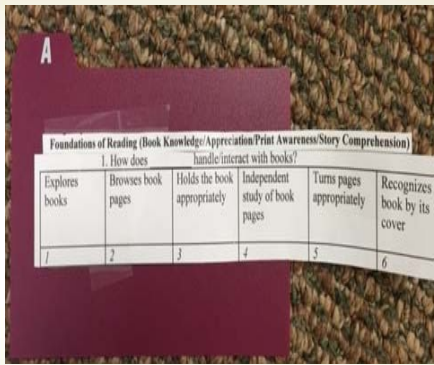 A
Foundations of Reading (Book Knowledge/Appreciation/Print Awareness/Story Comprehension)
1. How does ________ handle/interact with books?
Explores books
Browses book pages
Holds the book appropriately
Independent study of book pages
Turns pages appropriately
Recognizes book by its cover
1 2 3 4 5 6